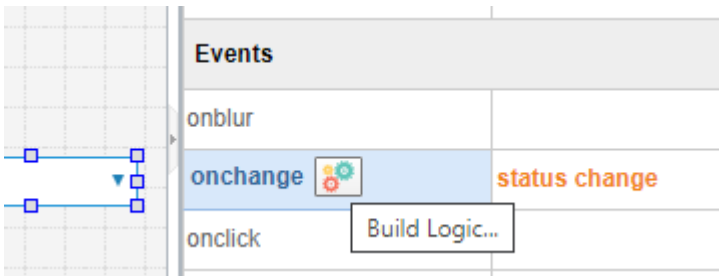 Events
onblur
onchange status change
Build Logic...
onclick